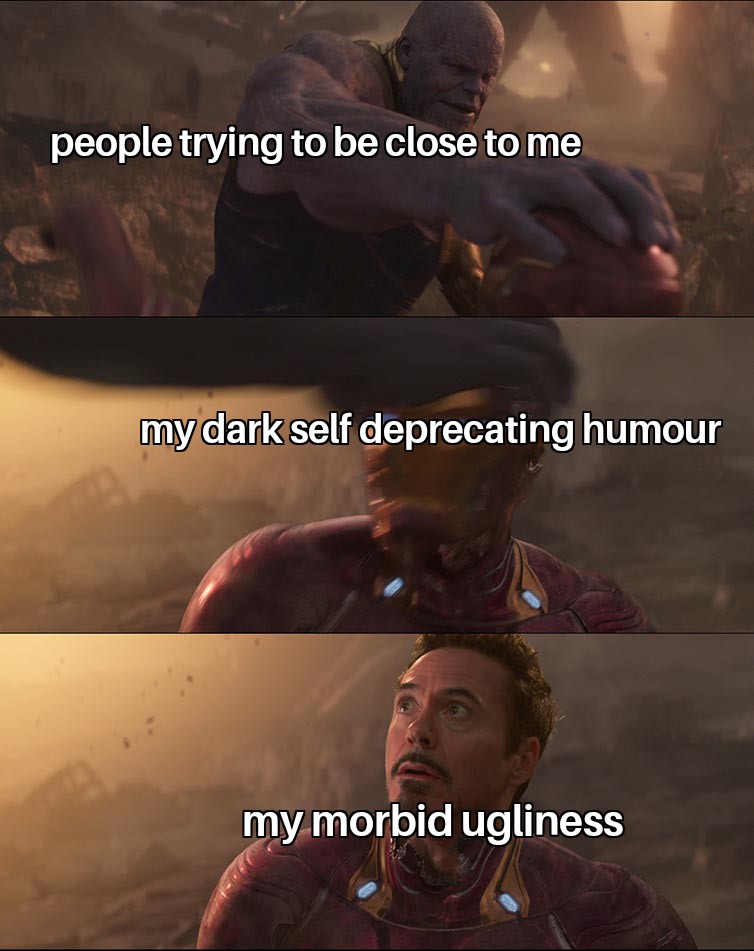 people trying to be close to me
my dark self deprecating humour
my morbid ugliness